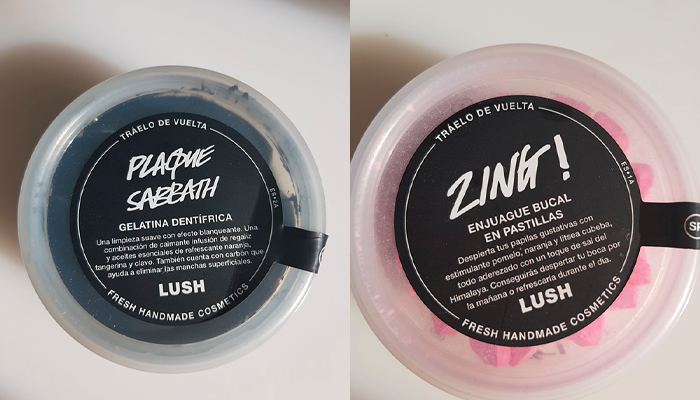 TRÁELO DE VUELTA
PLAQUE
SABBATH
GELATINA DENTÍFRICA
Una limpieza suave con efecto blanqueante. Una
combinación de calmante infusión de regaliz
y aceites esenciales de refrescante naranja,
tangerina y clavo. También cuenta con carbón que
ayuda a eliminar las manchas superficiales.
LUSH
FRESH HANDMADE COSMETICS
ES12A
TRÁELO DE VUELTA
ZING!
ENJUAGUE BUCAL
EN PASTILLAS
Despierta tus papilas gustativas con
estimulante pomelo, naranja y litsea cubeba,
todo aderezado con un toque de sal del
Himalaya. Conseguirás despertar tu boca por
la mañana o refrescarla durante el día.
LUSH
FRESH HANDMADE COSMETICS